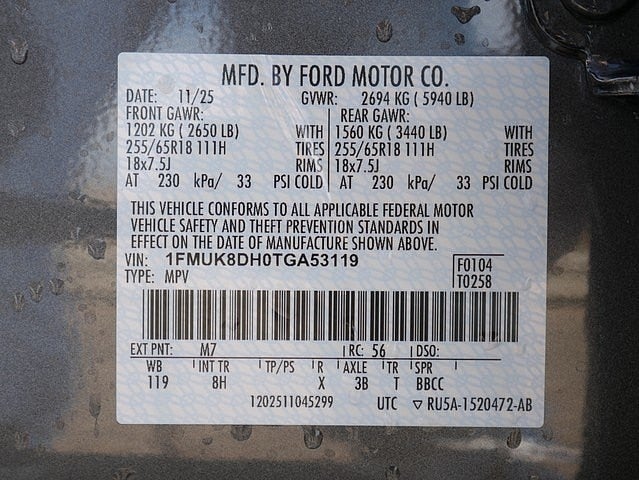 MFD. BY FORD MOTOR CO.
DATE: 11/25 GVWR: 2694 KG ( 5940 LB)
FRONT GAWR: REAR GAWR:
1202 KG ( 2650 LB) WITH 1560 KG ( 3440 LB) WITH
255/65R18 111H TIRES 255/65R18 111H TIRES
18x7.5J RIMS 18x7.5J RIMS
AT 230 kPa/ 33 PSI COLD AT 230 kPa/ 33 PSI COLD
THIS VEHICLE CONFORMS TO ALL APPLICABLE FEDERAL MOTOR
VEHICLE SAFETY AND THEFT PREVENTION STANDARDS IN
EFFECT ON THE DATE OF MANUFACTURE SHOWN ABOVE.
VIN: 1FMUK8DH0TGA53119 F0104
TYPE: MPV T0258
EXT PNT: M7 RC: 56 DSO:
WB INT TR TP/PS R AXLE TR SPR
119 8H X 3B T BBCC
1202511045299 UTC ▽ RU5A-1520472-AB